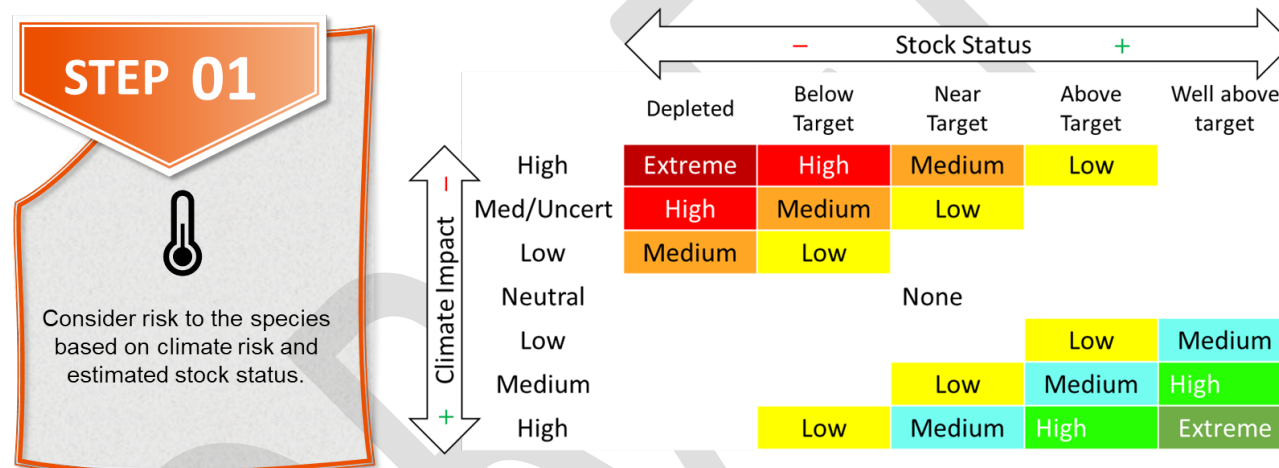 STEP 01
Consider risk to the species
based on climate risk and
estimated stock status.
− Stock Status +
Depleted Below Target Near Target Above Target Well above target
− Climate Impact +
High Extreme High Medium Low
Med/Uncert High Medium Low
Low Medium Low
Neutral None
Low Low Medium
Medium Low Medium High
High Low Medium High Extreme